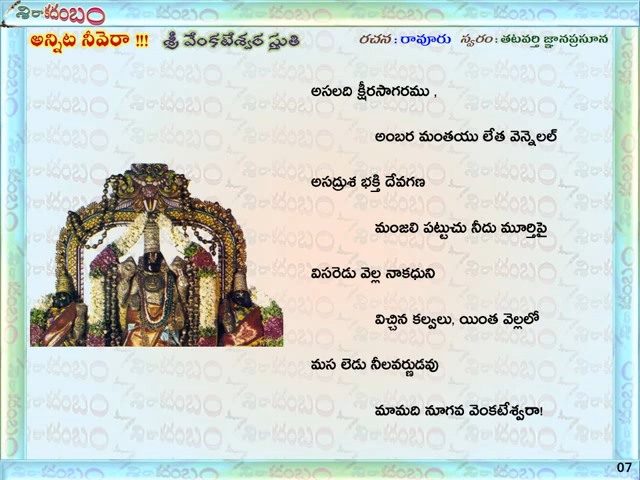 శిరాకదంబం
అన్నిట నీవెరా !!! శ్రీ వేంకటేశ్వర స్తుతి రచన : రావూరు స్వరం : తటవర్తి జ్ఞానప్రసూన
అసలది క్షీరసాగరము ,
అంబర మంతయు లేత వెన్నెలల్
అసద్రుశ భక్తి దేవగణ
మంజలి పట్టుచు నీదు మూర్తిపై
విసరెడు వెల్ల నాకధుని
విచ్చిన కల్వలు, యింత వెల్లలో
మస లెడు నీలవర్ణుడవు
మామది నూగవ వెంకటేశ్వరా!
07